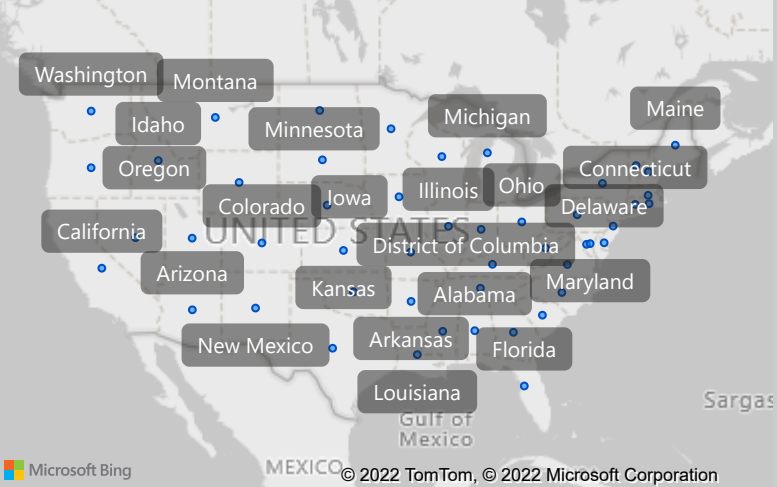 Washington
Montana
Maine
Michigan
Idaho
Minnesota
Oregon
Connecticut
Ohio
Illinois
Iowa
Colorado
Delaware
California
UNITED STATES
District of Columbia
Arizona
Maryland
Kansas
Alabama
Arkansas
New Mexico
Florida
Louisiana
Sargas
Gulf of
Mexico
MEXICO
Microsoft Bing
© 2022 TomTom, © 2022 Microsoft Corporation